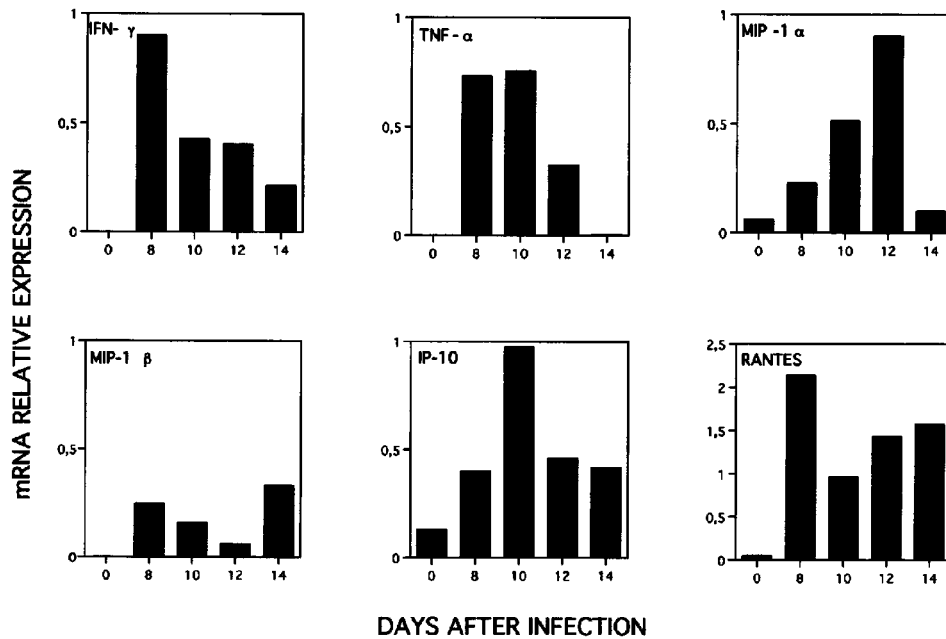 IFN- γ
1
0,5
0
0 8 10 12 14
TNF - α
1
0,5
0
0 8 10 12 14
MIP -1 α
1
0,5
0
0 8 10 12 14
mRNA RELATIVE EXPRESSION
MIP-1 β
1
0,5
0
0 8 10 12 14
IP-10
1
0,5
0
0 8 10 12 14
RANTES
2,5
2
1,5
1
0,5
0
0 8 10 12 14
DAYS AFTER INFECTION